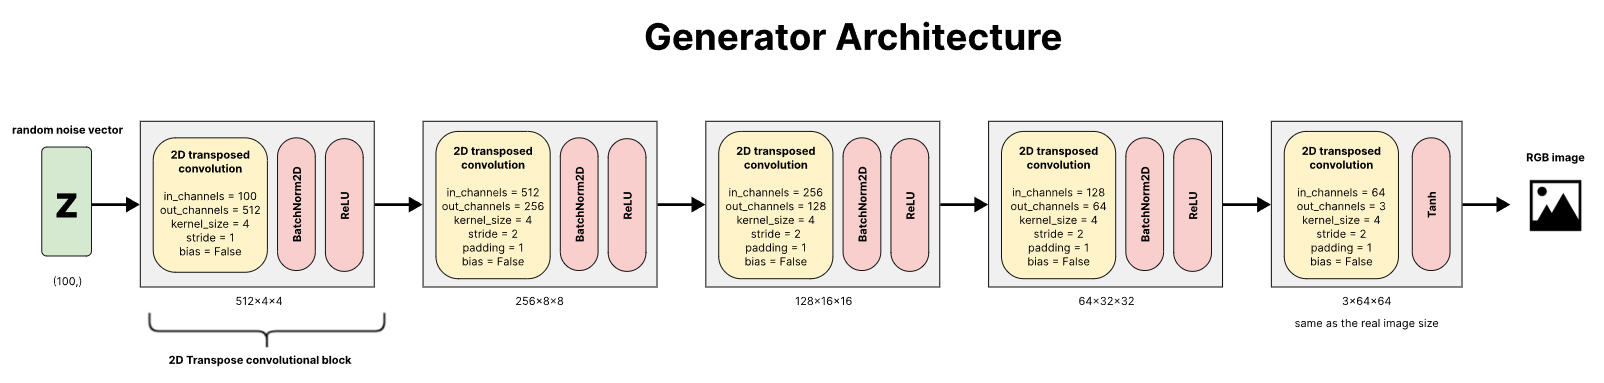 Generator Architecture
random noise vector
z
(100,)
2D transposed
convolution
in_channels = 100
out_channels = 512
kernel_size = 4
stride = 1
bias = False
BatchNorm2D
ReLU
512×4×4
2D Transpose convolutional block
2D transposed
convolution
in_channels = 512
out_channels = 256
kernel_size = 4
stride = 2
padding = 1
bias = False
BatchNorm2D
ReLU
256×8×8
2D transposed
convolution
in_channels = 256
out_channels = 128
kernel_size = 4
stride = 2
padding = 1
bias = False
BatchNorm2D
ReLU
128×16×16
2D transposed
convolution
in_channels = 128
out_channels = 64
kernel_size = 4
stride = 2
padding = 1
bias = False
BatchNorm2D
ReLU
64×32×32
2D transposed
convolution
in_channels = 64
out_channels = 3
kernel_size = 4
stride = 2
padding = 1
bias = False
Tanh
3×64×64
same as the real image size
RGB image